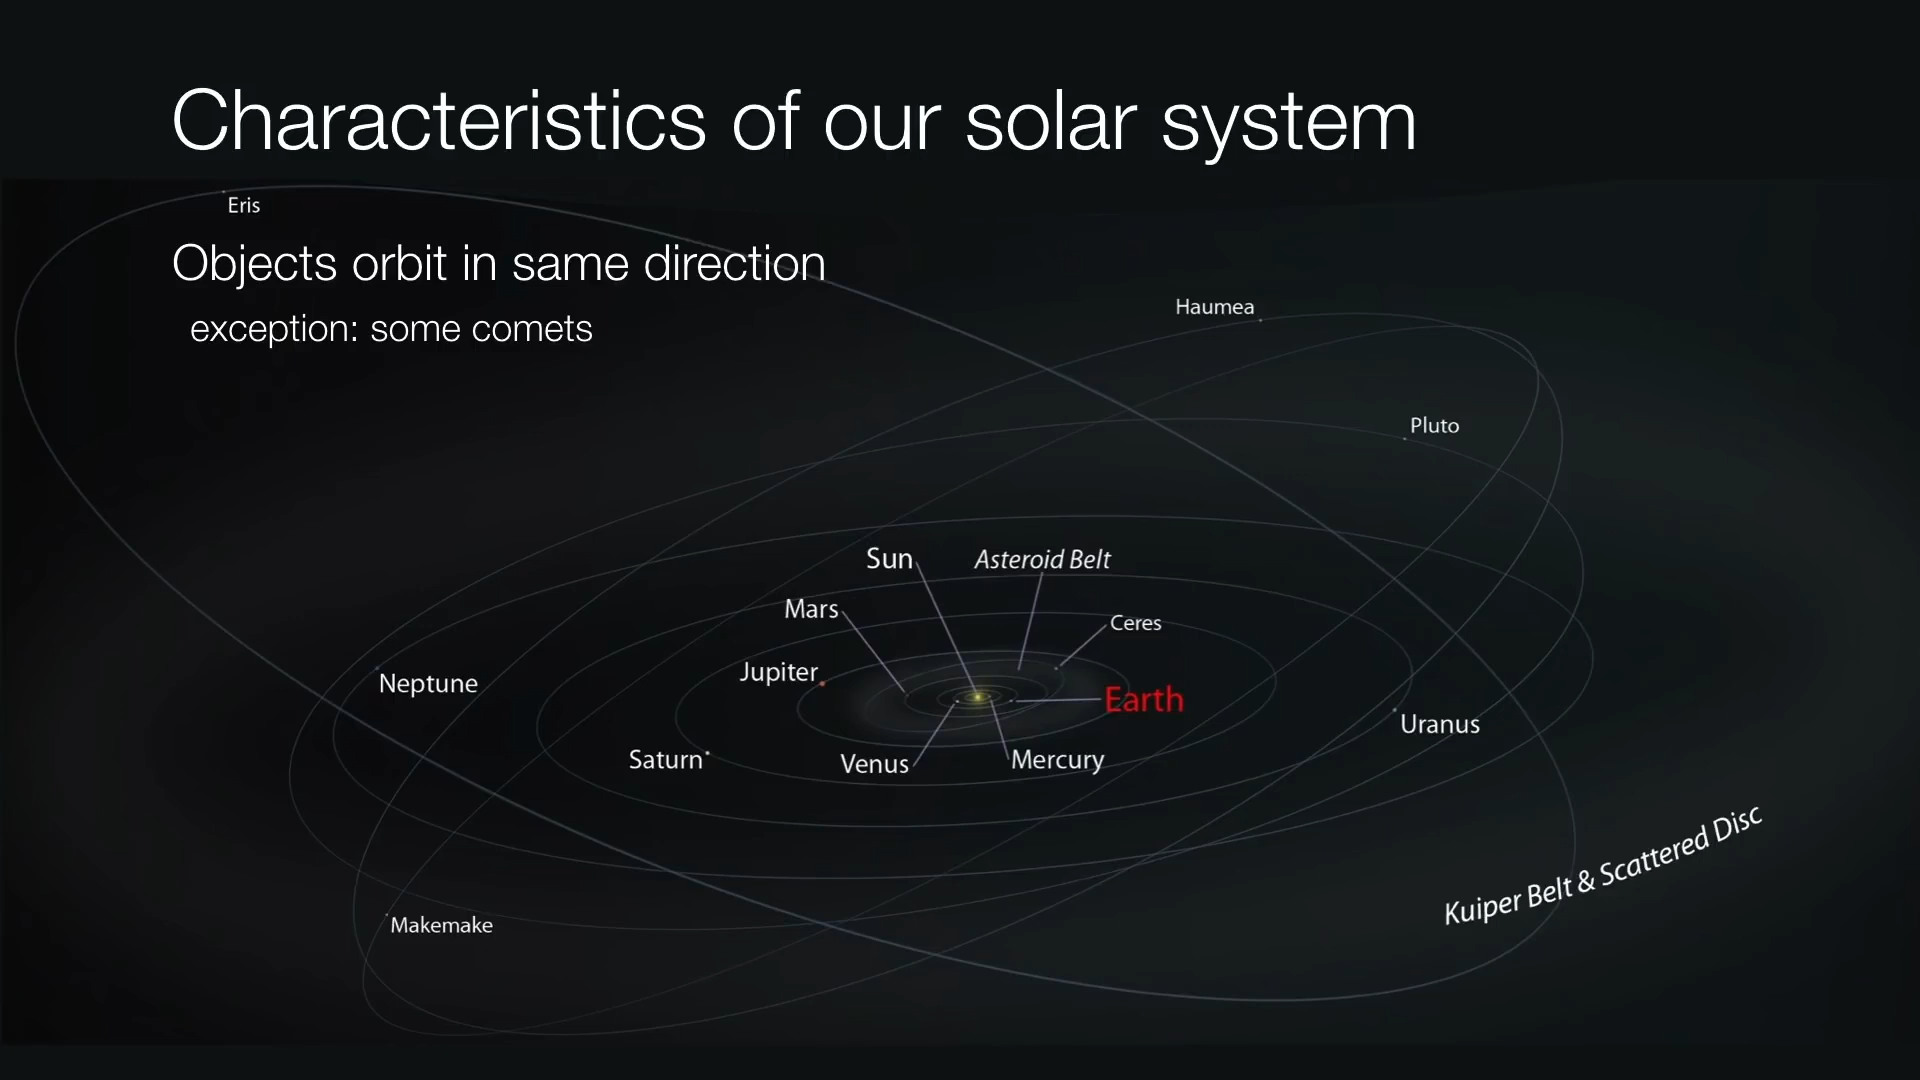 Characteristics of our solar system
Eris
Objects orbit in same direction
exception: some comets
Haumea
Pluto
Sun
Asteroid Belt
Mars
Ceres
Jupiter
Neptune
Earth
Uranus
Saturn
Venus
Mercury
Kuiper Belt & Scattered Disc
Makemake